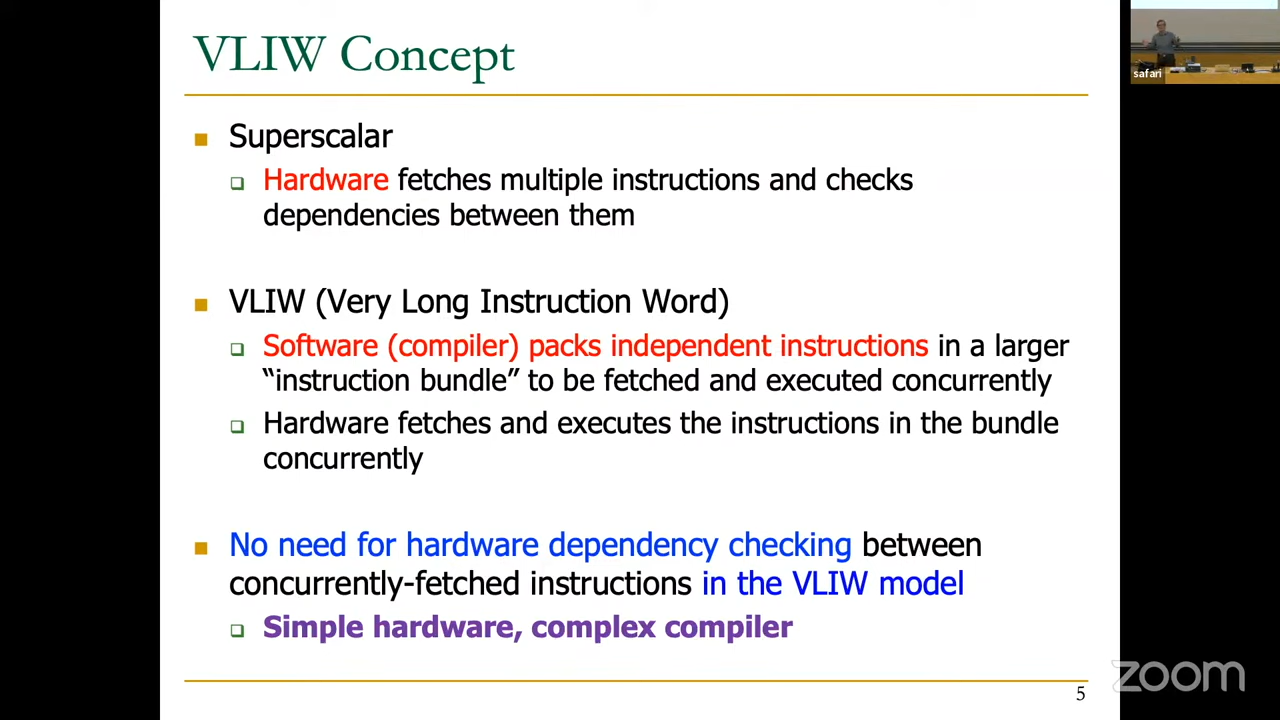 VLIW Concept
safari
Superscalar
Hardware fetches multiple instructions and checks
dependencies between them
VLIW (Very Long Instruction Word)
Software (compiler) packs independent instructions in a larger
“instruction bundle” to be fetched and executed concurrently
Hardware fetches and executes the instructions in the bundle
concurrently
No need for hardware dependency checking between
concurrently-fetched instructions in the VLIW model
Simple hardware, complex compiler
5
zoom